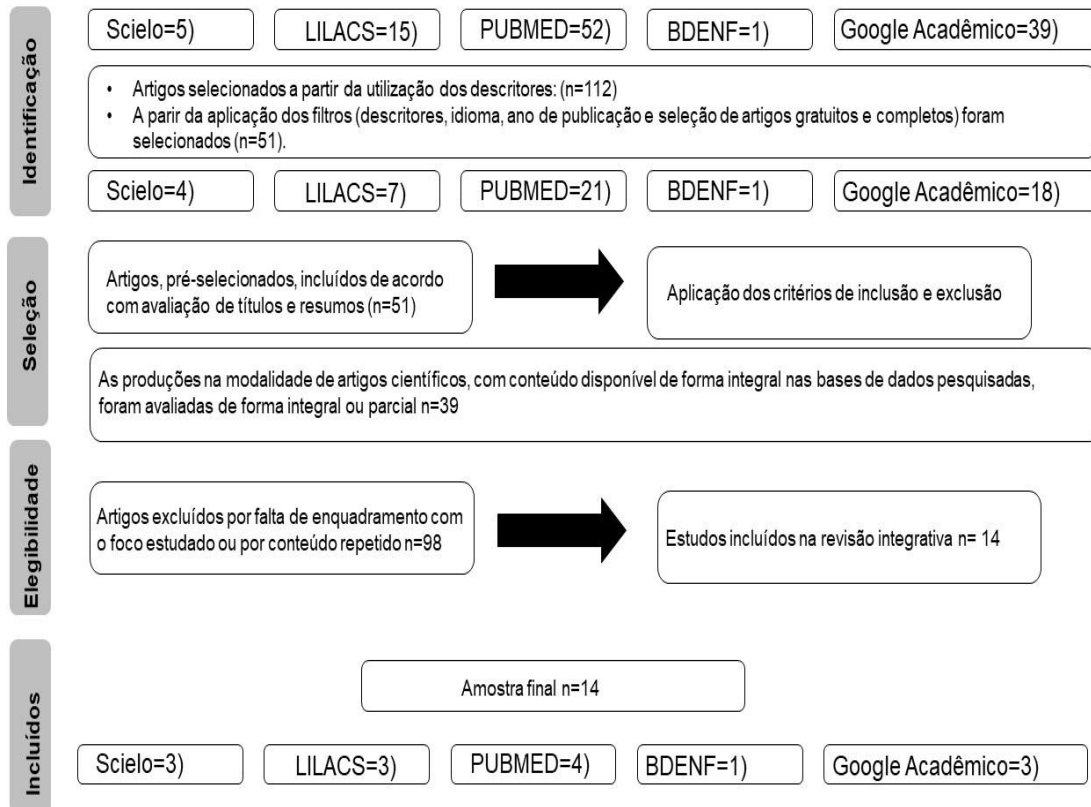 Identificação
Scielo=5)
LILACS=15)
PUBMED=52)
BDENF=1)
Google Acadêmico=39)
• Artigos selecionados a partir da utilização dos descritores: (n=112)
• A parir da aplicação dos filtros (descritores, idioma, ano de publicação e seleção de artigos gratuitos e completos) foram
selecionados (n=51).
Scielo=4)
LILACS=7)
PUBMED=21)
BDENF=1)
Google Acadêmico=18)
Seleção
Artigos, pré-selecionados, incluídos de acordo
com avaliação de títulos e resumos (n=51)
Aplicação dos critérios de inclusão e exclusão
As produções na modalidade de artigos científicos, com conteúdo disponível de forma integral nas bases de dados pesquisadas,
foram avaliadas de forma integral ou parcial n=39
Elegibilidade
Artigos excluídos por falta de enquadramento com
o foco estudado ou por conteúdo repetido n=98
Estudos incluídos na revisão integrativa n= 14
Incluídos
Amostra final n=14
Scielo=3)
LILACS=3)
PUBMED=4)
BDENF=1)
Google Acadêmico=3)